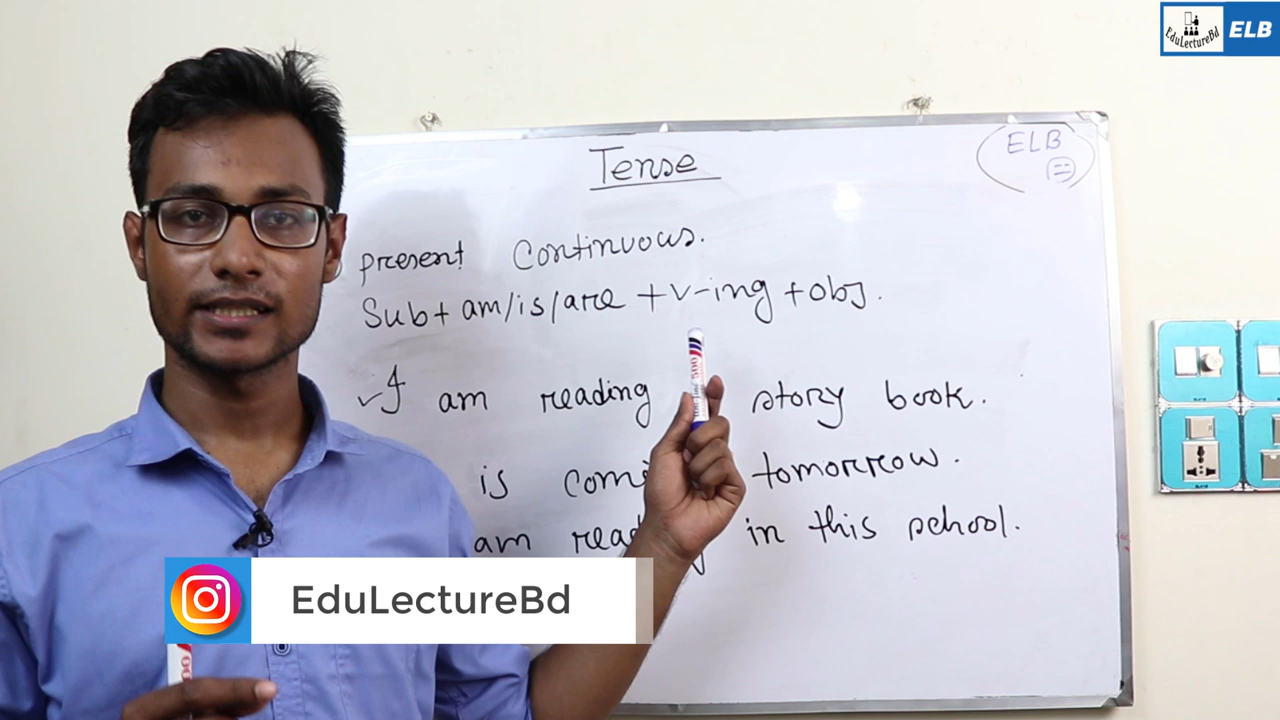 EduLectureBd ELB
ELB
Tense
present Continuous.
Sub+ am/is/are +v-ing +obj.
I am reading story book.
is tomorrow.
am in this school.
EduLectureBd